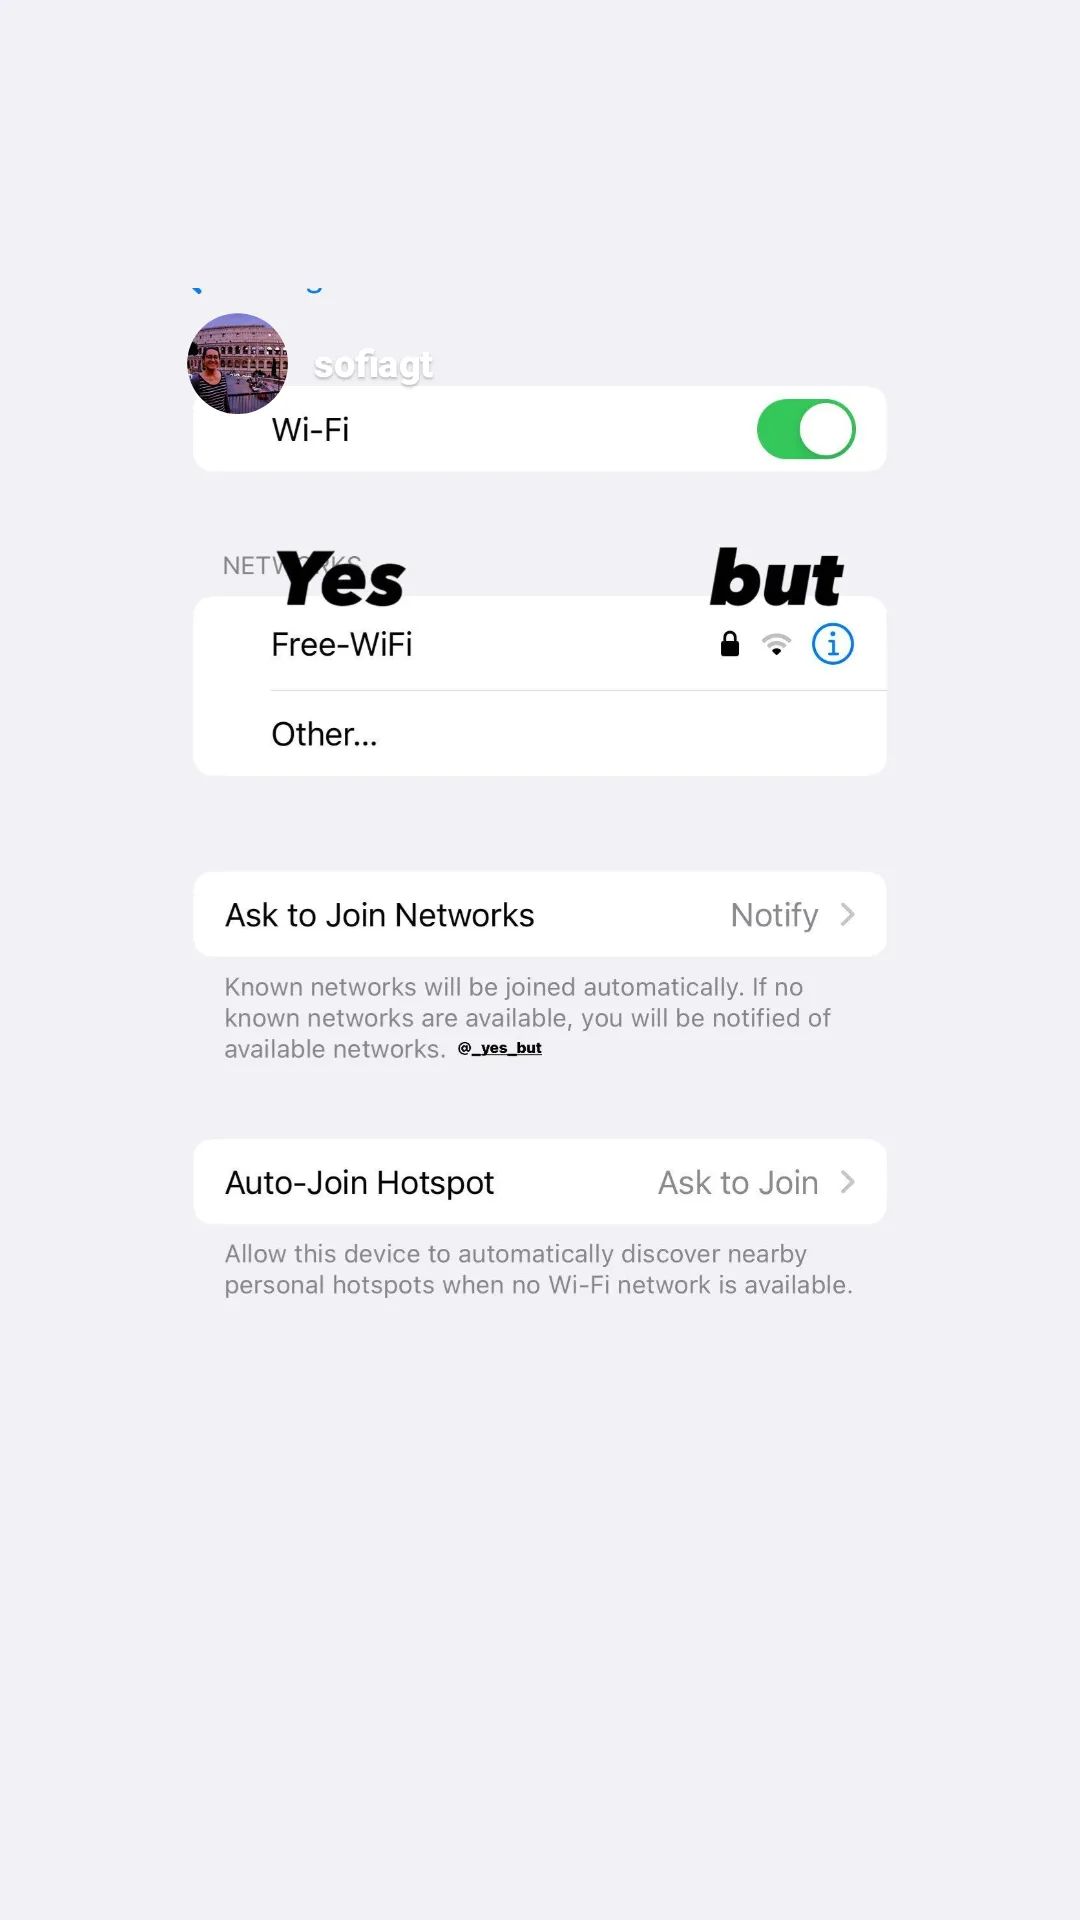 sofiagt
Wi-Fi
NETWORKS
Yes but
Free-WiFi
Other...
Ask to Join Networks Notify
Known networks will be joined automatically. If no
known networks are available, you will be notified of
available networks. @_yes_but
Auto-Join Hotspot Ask to Join
Allow this device to automatically discover nearby
personal hotspots when no Wi-Fi network is available.